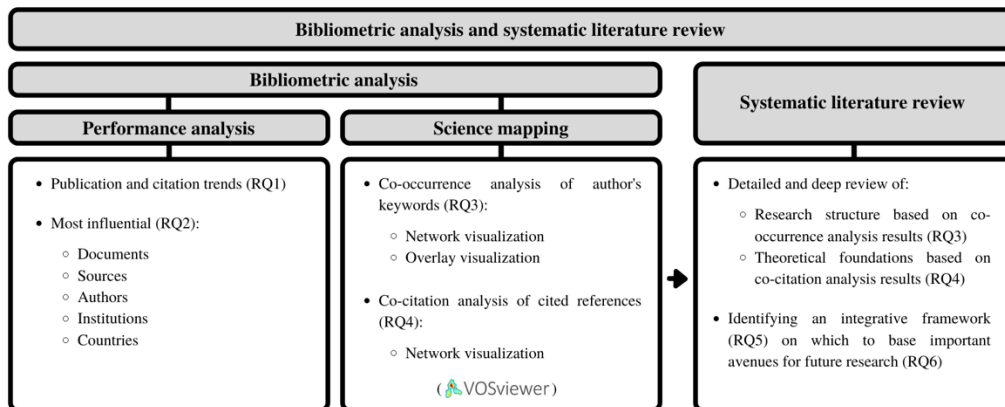 Bibliometric analysis and systematic literature review
Bibliometric analysis
Systematic literature review
Performance analysis
Science mapping
• Publication and citation trends (RQ1)
• Most influential (RQ2):
○ Documents
○ Sources
○ Authors
○ Institutions
○ Countries
• Co-occurrence analysis of author's
keywords (RQ3):
○ Network visualization
○ Overlay visualization
• Co-citation analysis of cited references
(RQ4):
○ Network visualization
( VOSviewer)
• Detailed and deep review of:
○ Research structure based on co-
occurrence analysis results (RQ3)
○ Theoretical foundations based on
co-citation analysis results (RQ4)
• Identifying an integrative framework
(RQ5) on which to base important
avenues for future research (RQ6)